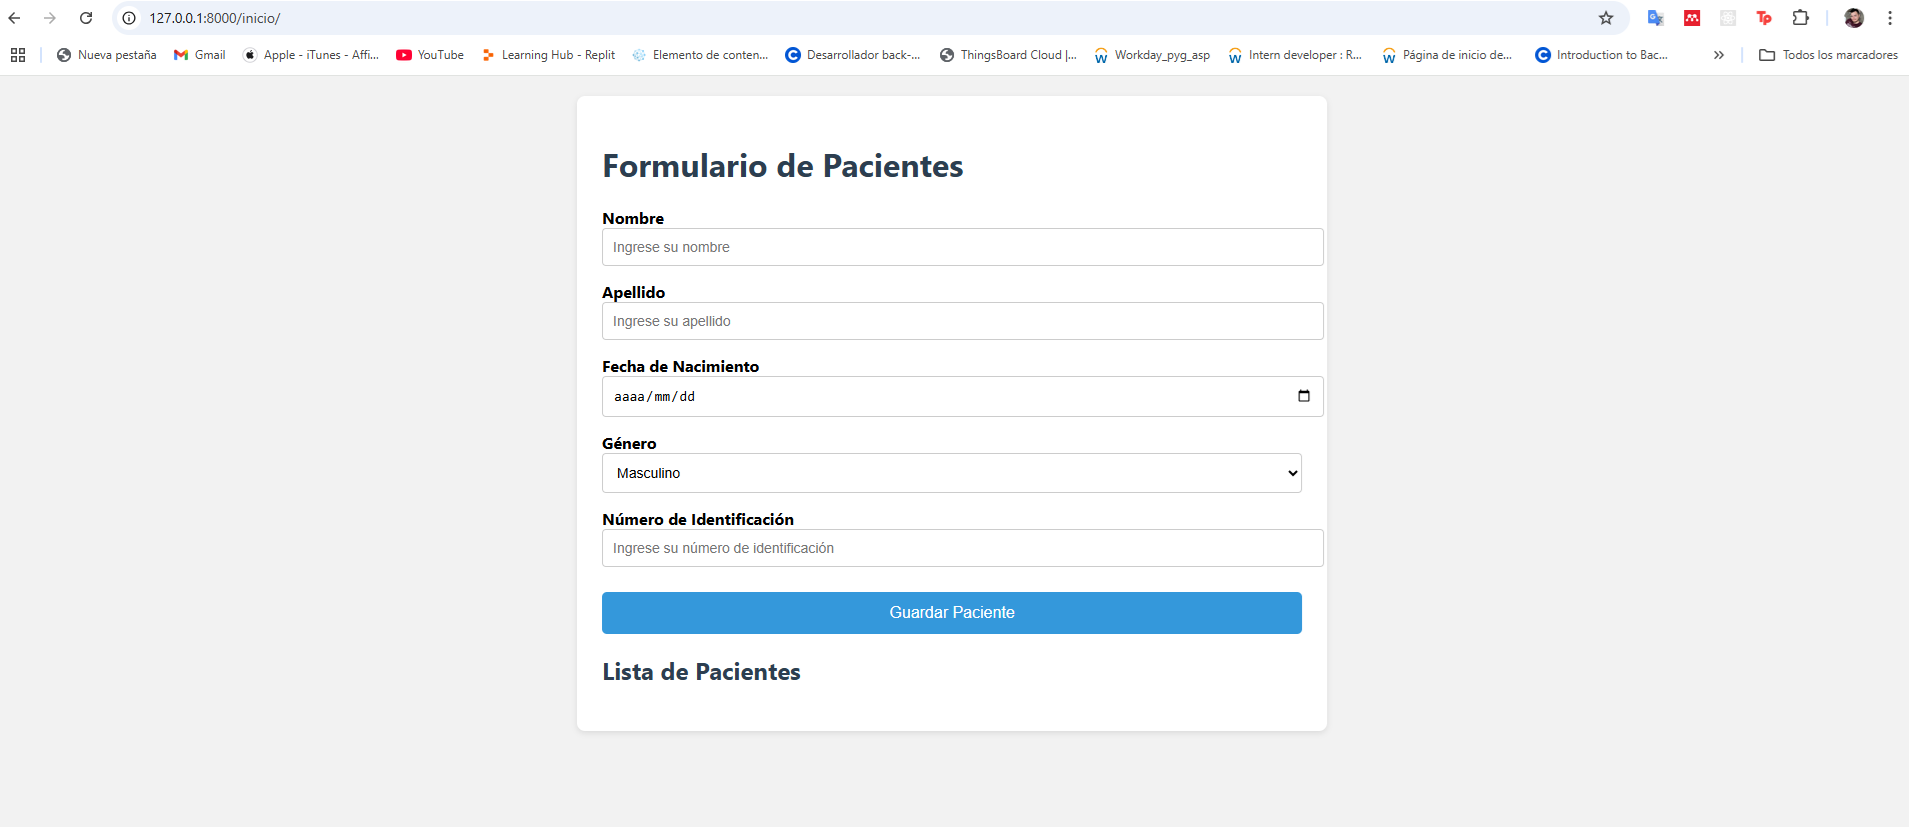 127.0.0.1:8000/inicio/
Nueva pestaña Gmail Apple - iTunes - Affi... YouTube Learning Hub - Replit Elemento de conten... Desarrollador back-... ThingsBoard Cloud |... Workday_pyg_asp Intern developer : R... Página de inicio de... Introduction to Bac... » Todos los marcadores
Formulario de Pacientes
Nombre
Ingrese su nombre
Apellido
Ingrese su apellido
Fecha de Nacimiento
aaaa/mm/dd
Género
Masculino
Número de Identificación
Ingrese su número de identificación
Guardar Paciente
Lista de Pacientes